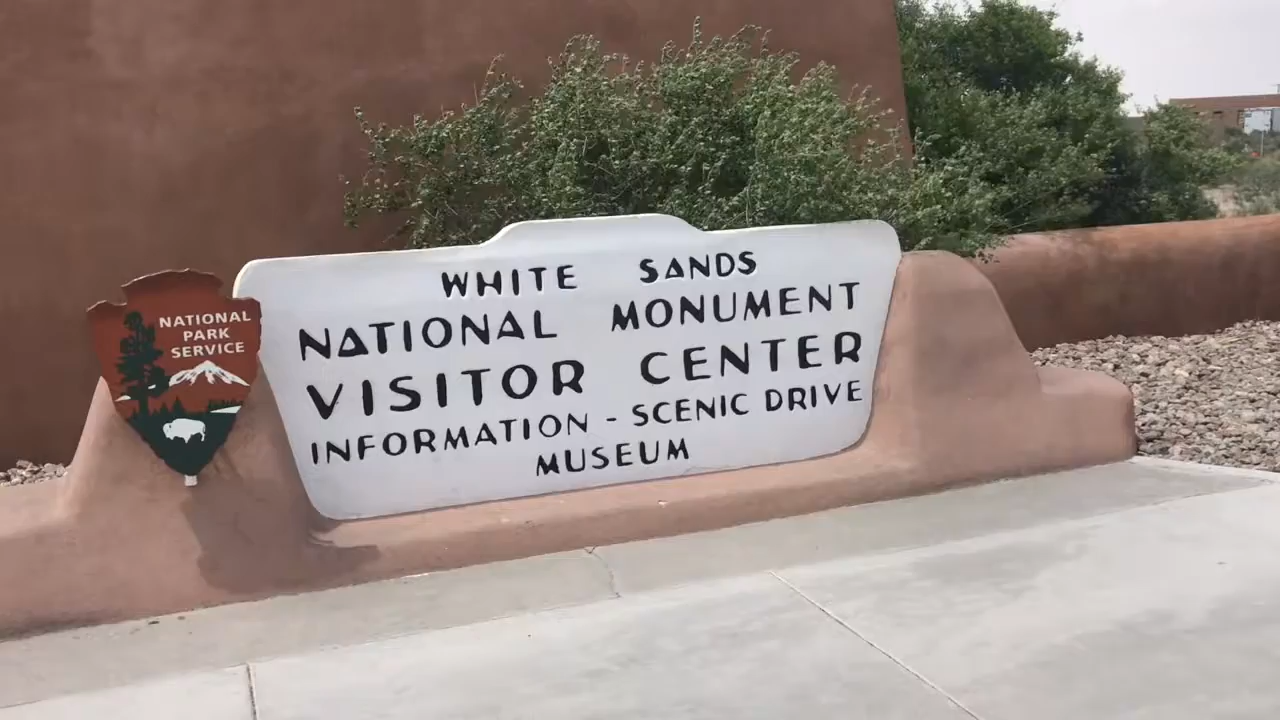 NATIONAL
PARK
SERVICE
WHITE SANDS
NATIONAL MONUMENT
VISITOR CENTER
INFORMATION - SCENIC DRIVE
MUSEUM